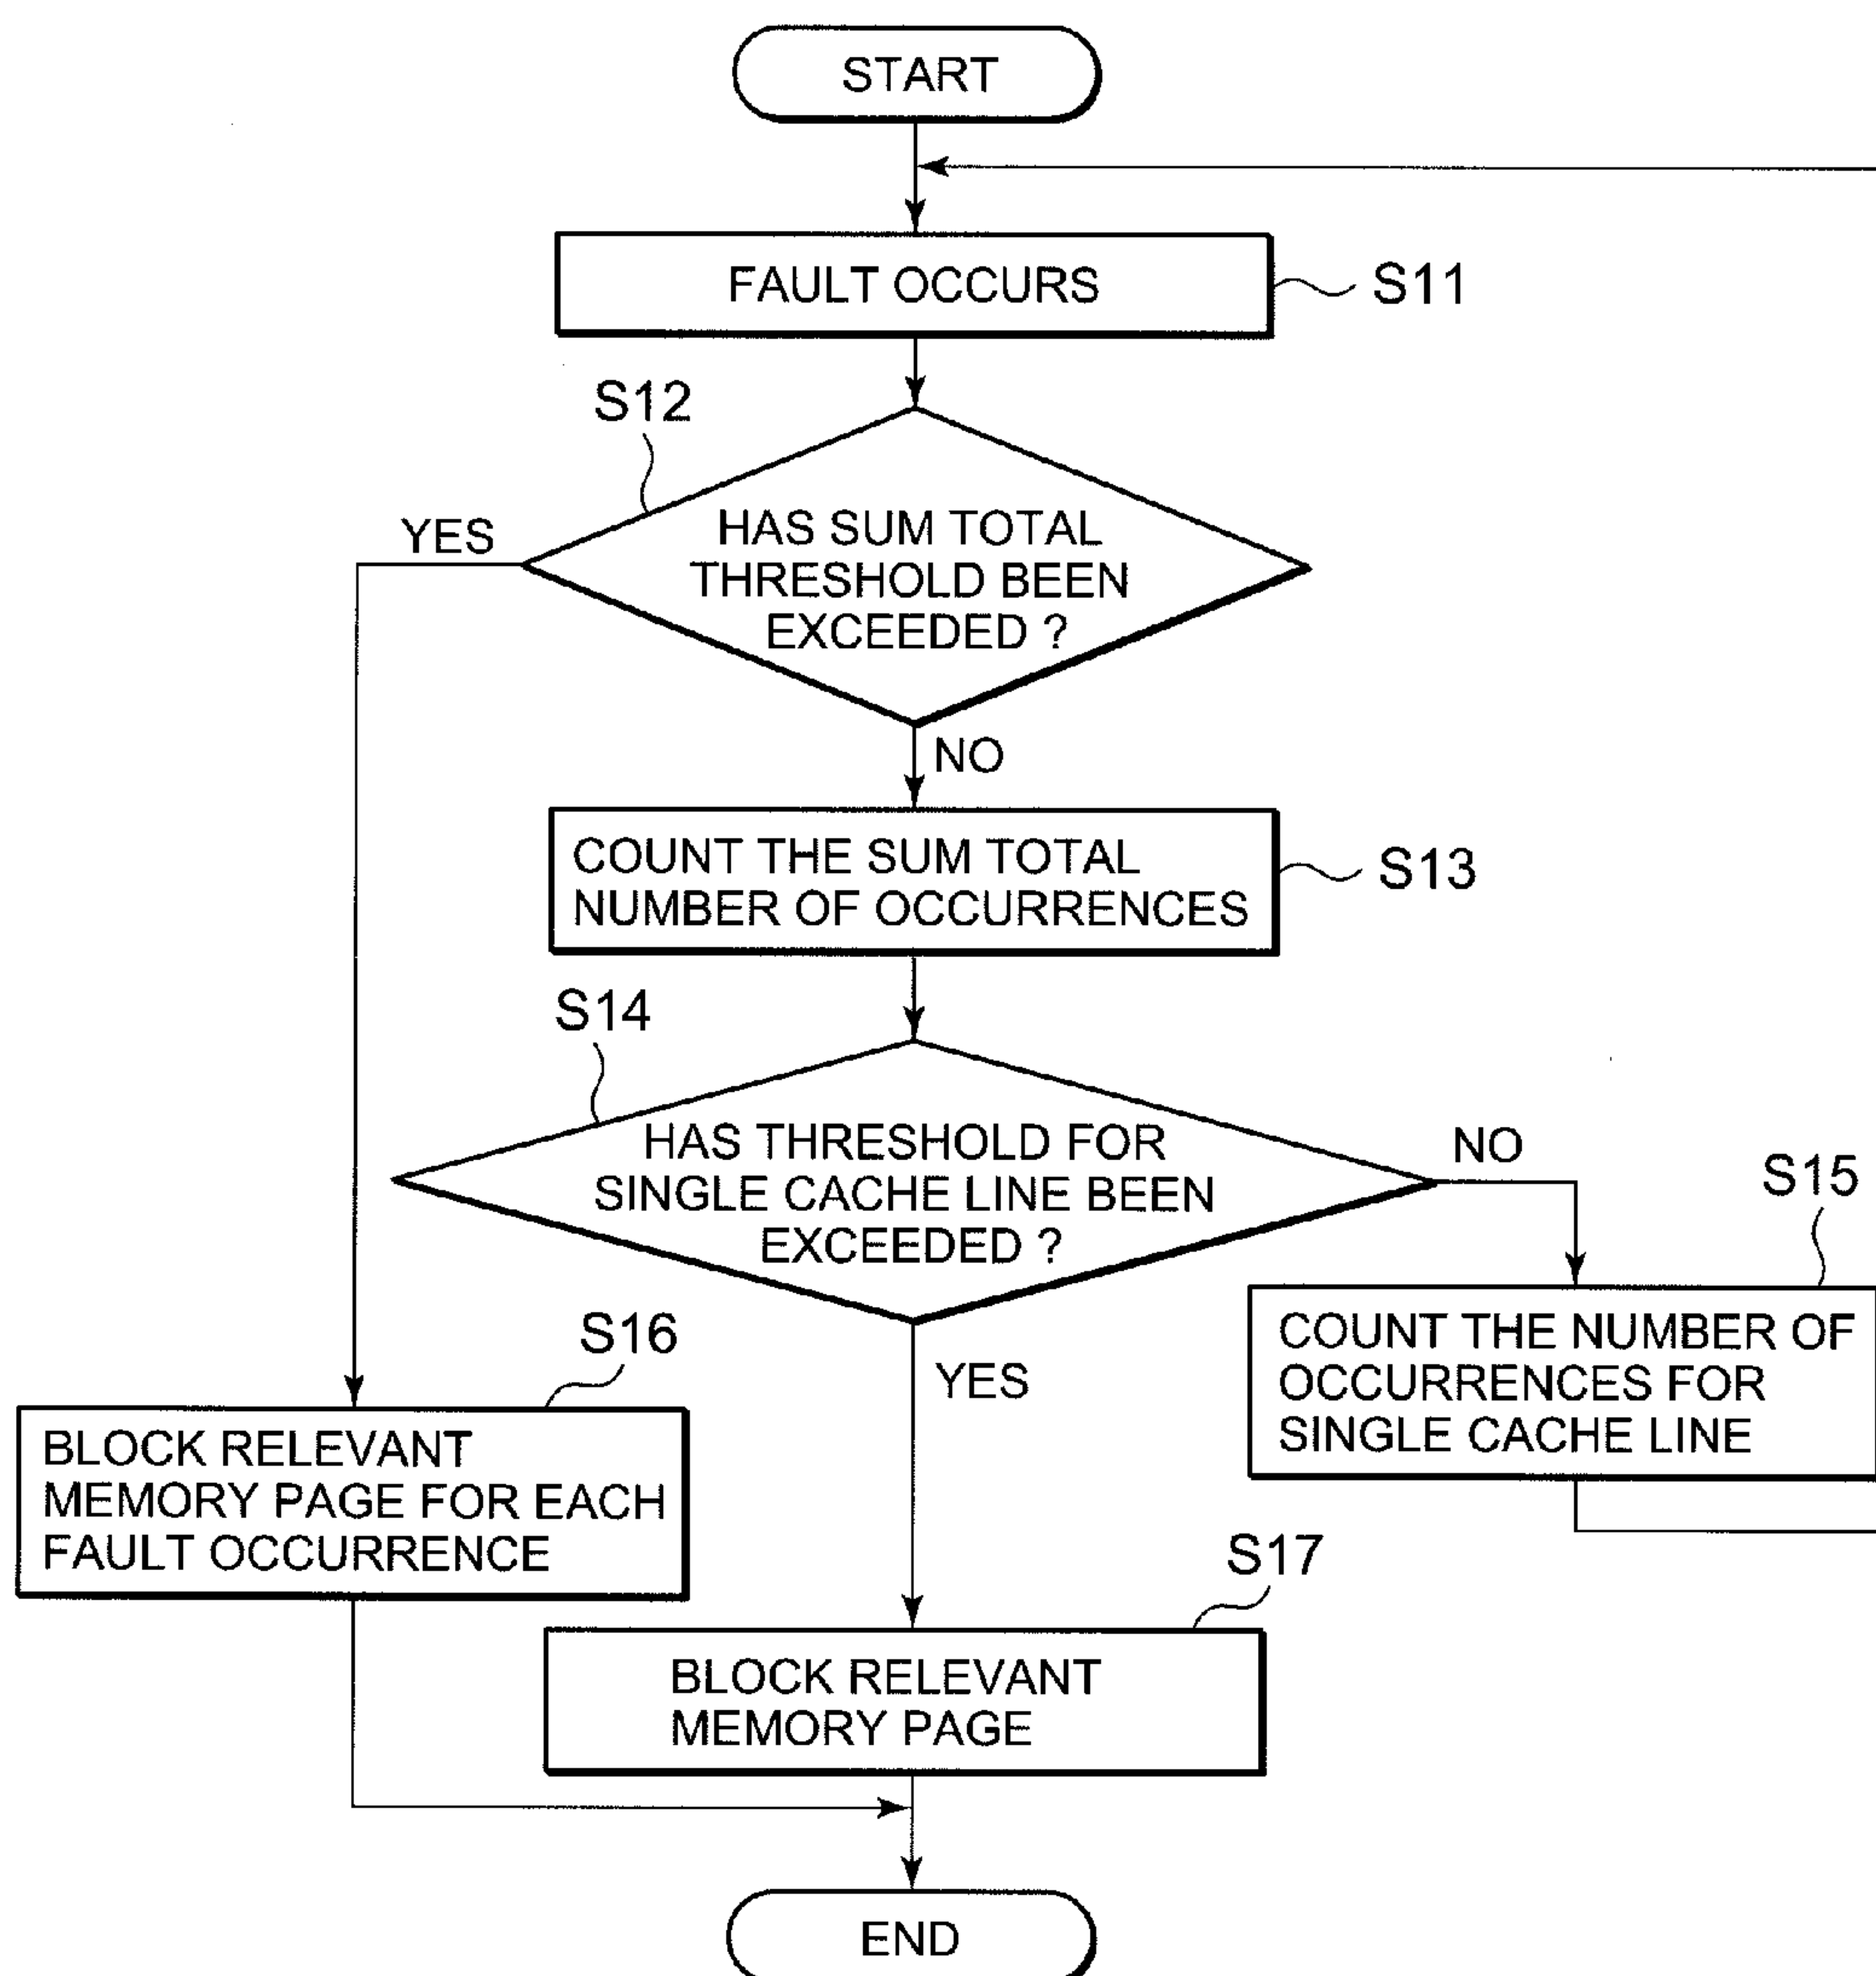 START
FAULT OCCURS
S11
S12
YES
HAS SUM TOTAL
THRESHOLD BEEN
EXCEEDED ?
NO
COUNT THE SUM TOTAL
NUMBER OF OCCURRENCES
S13
S14
HAS THRESHOLD FOR
SINGLE CACHE LINE BEEN
EXCEEDED ?
NO
S15
COUNT THE NUMBER OF
OCCURRENCES FOR
SINGLE CACHE LINE
YES
S16
BLOCK RELEVANT
MEMORY PAGE FOR EACH
FAULT OCCURRENCE
S17
BLOCK RELEVANT
MEMORY PAGE
END